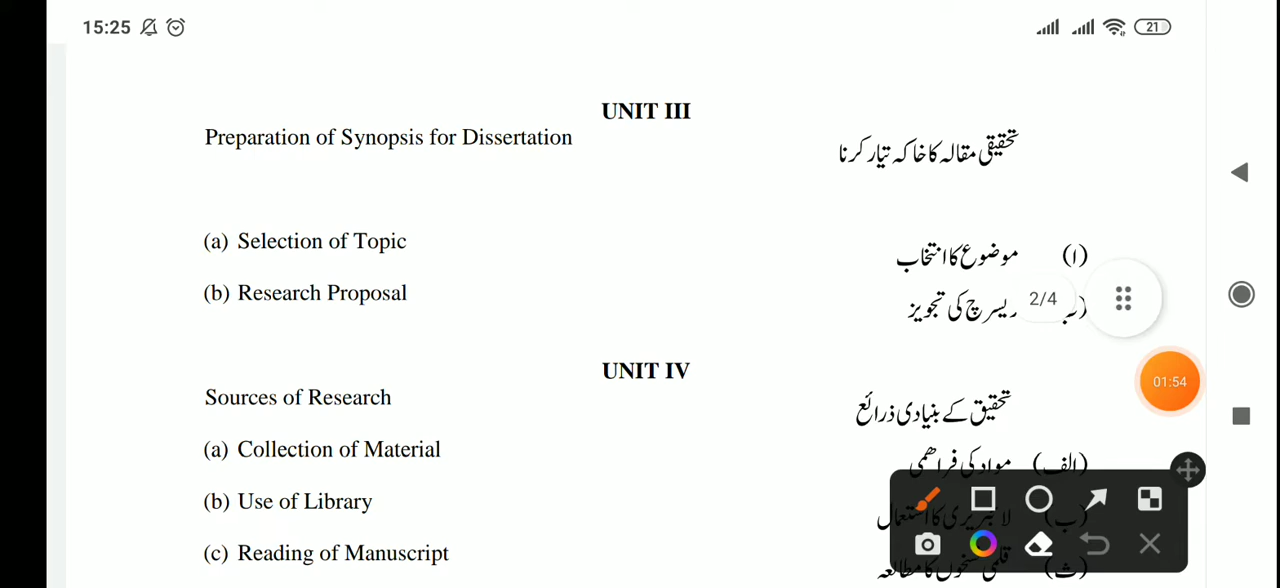 15:25
21
UNIT III
Preparation of Synopsis for Dissertation
تحقیقی مقالہ کا خاکہ تیار کرنا
(a) Selection of Topic
(ا) موضوع کا انتخاب
(b) Research Proposal
ریسرچ کی تجویز
2/4
UNIT IV
01:54
Sources of Research
تحقیق کے بنیادی ذرائع
(a) Collection of Material
(الف) مواد کی فراھمی
(b) Use of Library
(ب) لائبریری کا استعمال
(c) Reading of Manuscript
(ث) قلمی نسخوں کا مطالعہ